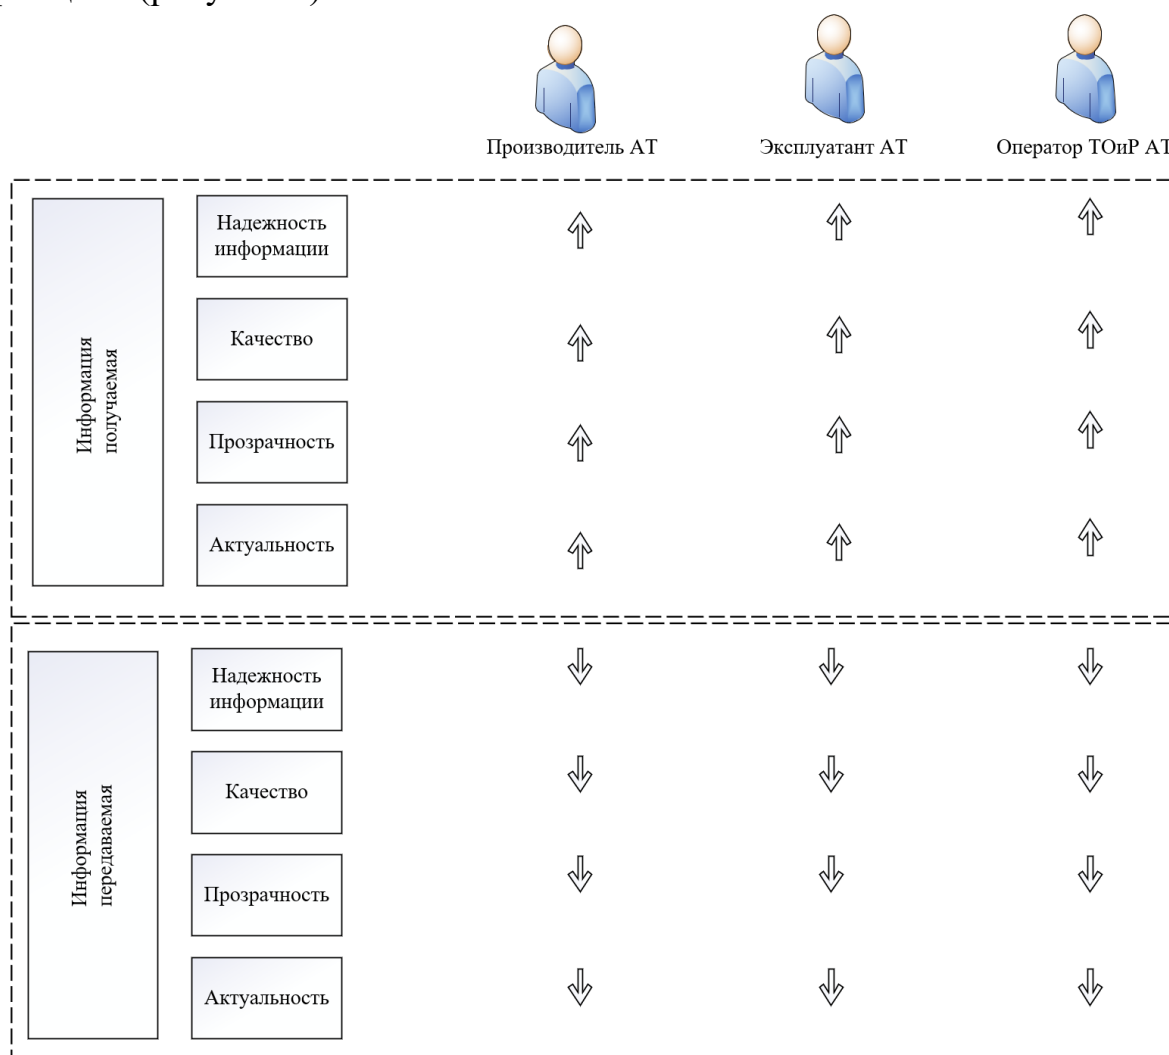 Производитель АТ
Эксплуатант АТ
Оператор ТОиР АТ
Информация
получаемая
Надежность
информации
Качество
Прозрачность
Актуальность
Информация
передаваемая
Надежность
информации
Качество
Прозрачность
Актуальность